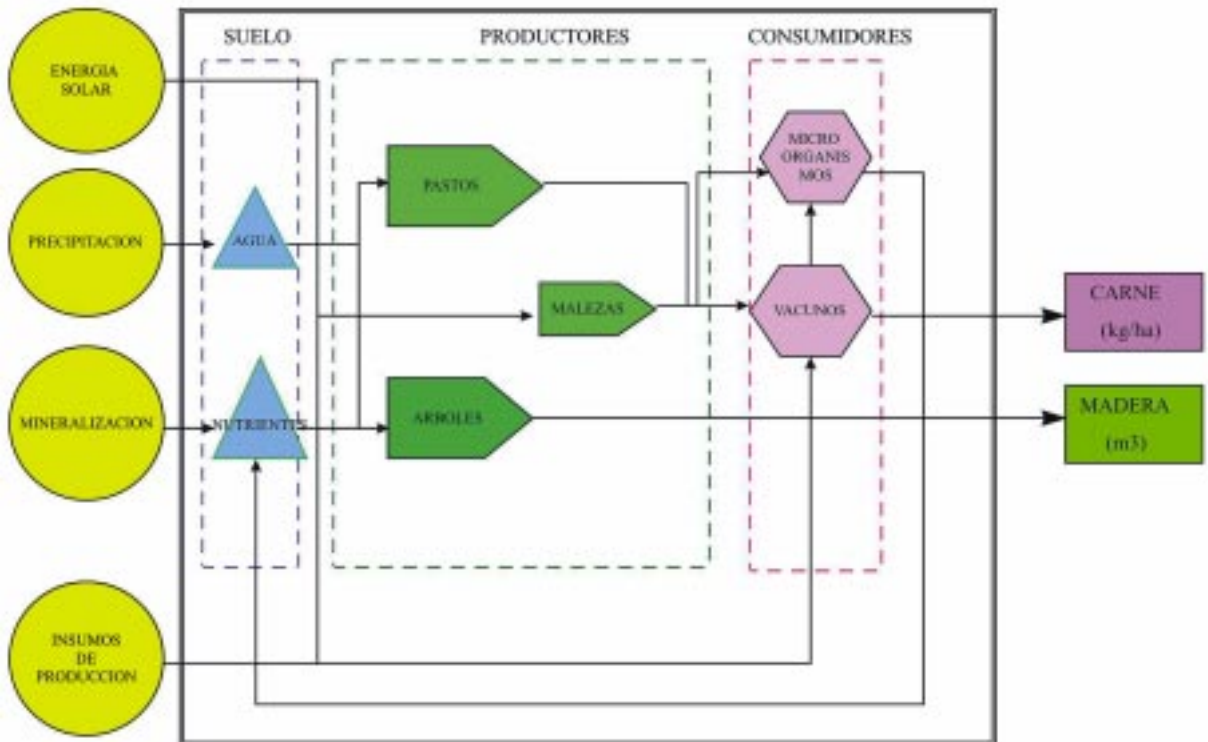 SUELO
PRODUCTORES
CONSUMIDORES
ENERGIA
SOLAR
PRECIPITACION
MINERALIZACION
INSUMOS
DE
PRODUCCION
AGUA
NUTRIENTES
PASTOS
MALEZAS
ARBOLES
MICRO
ORGANIS
MOS
VACUNOS
CARNE
(kg/ha)
MADERA
(m3)